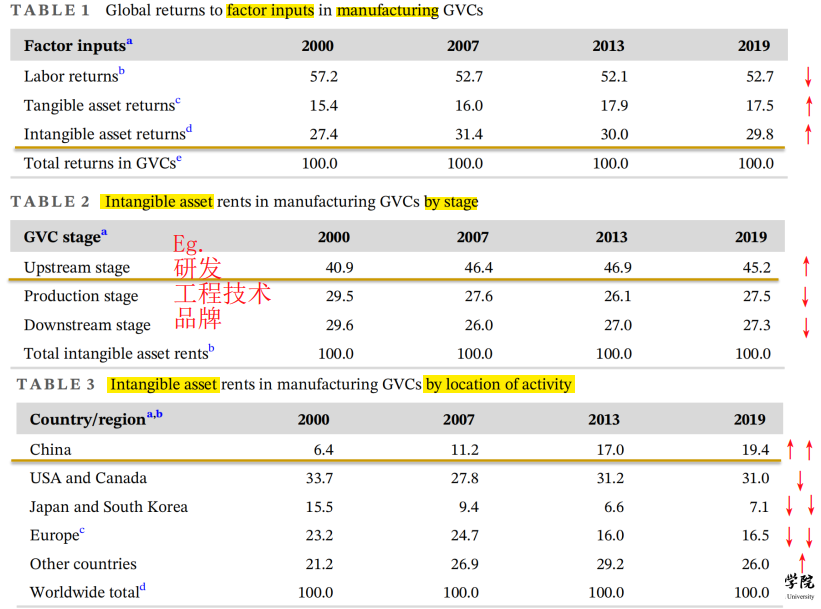 TABLE 1 Global returns to factor inputs in manufacturing GVCs
Factor inputsa 2000 2007 2013 2019
Labor returnsb 57.2 52.7 52.1 52.7 ↓
Tangible asset returnsc 15.4 16.0 17.9 17.5 ↑
Intangible asset returnsd 27.4 31.4 30.0 29.8 ↑
Total returns in GVCse 100.0 100.0 100.0 100.0
TABLE 2 Intangible asset rents in manufacturing GVCs by stage
GVC stagea 2000 2007 2013 2019
Eg.
Upstream stage 研发 40.9 46.4 46.9 45.2 ↑
Production stage 工程技术 29.5 27.6 26.1 27.5 ↓
Downstream stage 品牌 29.6 26.0 27.0 27.3 ↓
Total intangible asset rentsb 100.0 100.0 100.0 100.0
TABLE 3 Intangible asset rents in manufacturing GVCs by location of activity
Country/regiona,b 2000 2007 2013 2019
China 6.4 11.2 17.0 19.4 ↑ ↑
USA and Canada 33.7 27.8 31.2 31.0 ↓
Japan and South Korea 15.5 9.4 6.6 7.1 ↓ ↓
Europec 23.2 24.7 16.0 16.5 ↓ ↓
Other countries 21.2 26.9 29.2 26.0 ↑
Worldwide totald 100.0 100.0 100.0 100.0
学院
University